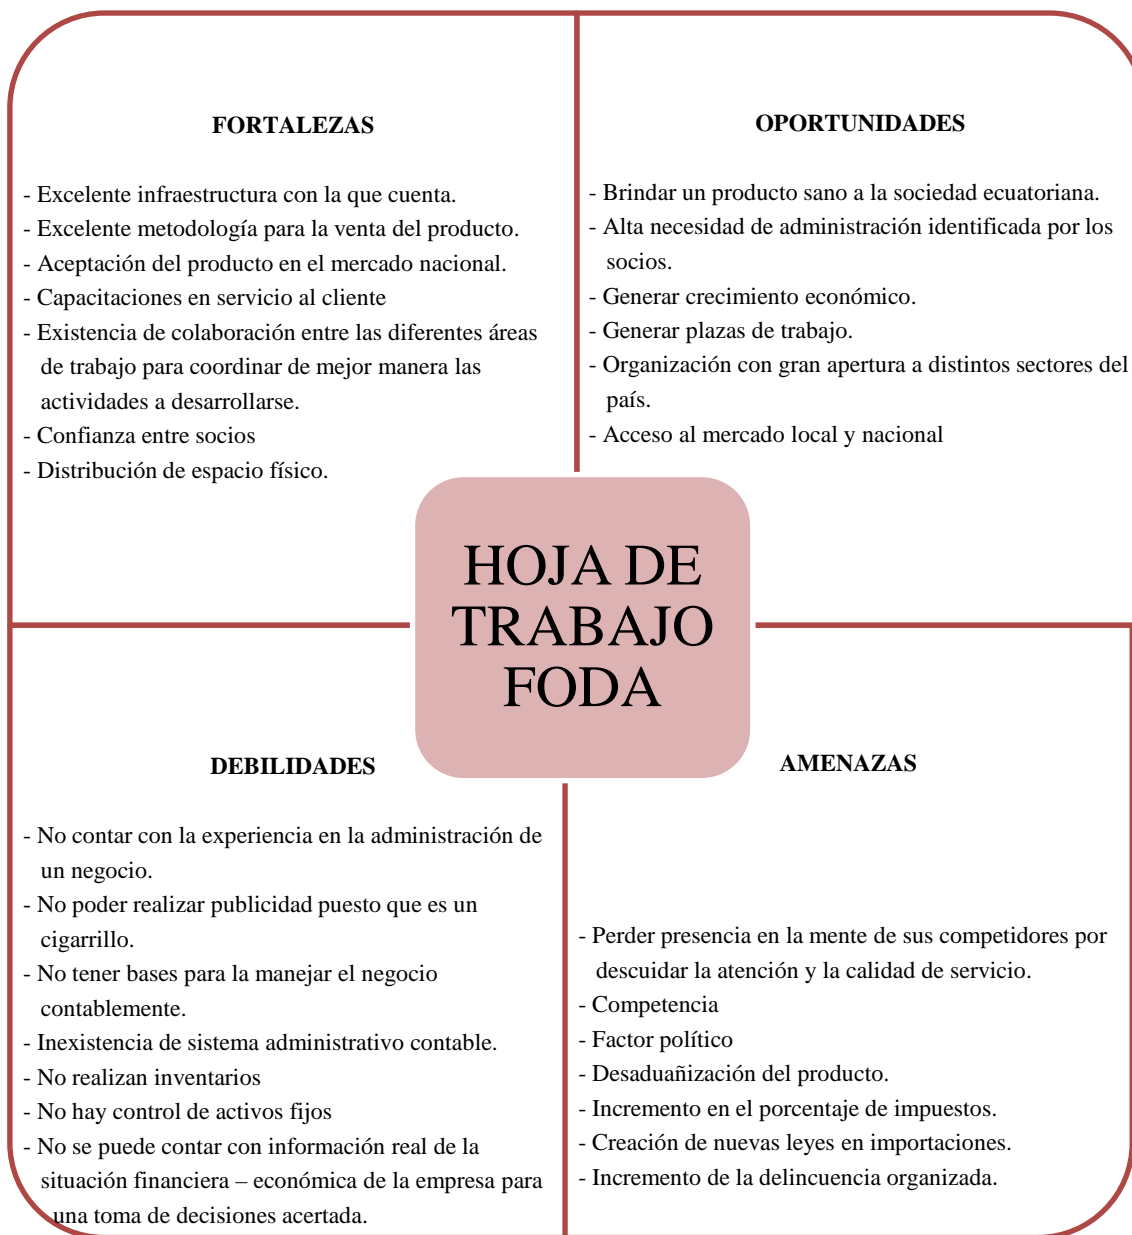 FORTALEZAS
- Excelente infraestructura con la que cuenta.
- Excelente metodología para la venta del producto.
- Aceptación del producto en el mercado nacional.
- Capacitaciones en servicio al cliente
- Existencia de colaboración entre las diferentes áreas
de trabajo para coordinar de mejor manera las
actividades a desarrollarse.
- Confianza entre socios
- Distribución de espacio físico.
OPORTUNIDADES
- Brindar un producto sano a la sociedad ecuatoriana.
- Alta necesidad de administración identificada por los
socios.
- Generar crecimiento económico.
- Generar plazas de trabajo.
- Organización con gran apertura a distintos sectores del
país.
- Acceso al mercado local y nacional
HOJA DE
TRABAJO
FODA
DEBILIDADES
- No contar con la experiencia en la administración de
un negocio.
- No poder realizar publicidad puesto que es un
cigarrillo.
- No tener bases para la manejar el negocio
contablemente.
- Inexistencia de sistema administrativo contable.
- No realizan inventarios
- No hay control de activos fijos
- No se puede contar con información real de la
situación financiera – económica de la empresa para
una toma de decisiones acertada.
AMENAZAS
- Perder presencia en la mente de sus competidores por
descuidar la atención y la calidad de servicio.
- Competencia
- Factor político
- Desaduañización del producto.
- Incremento en el porcentaje de impuestos.
- Creación de nuevas leyes en importaciones.
- Incremento de la delincuencia organizada.